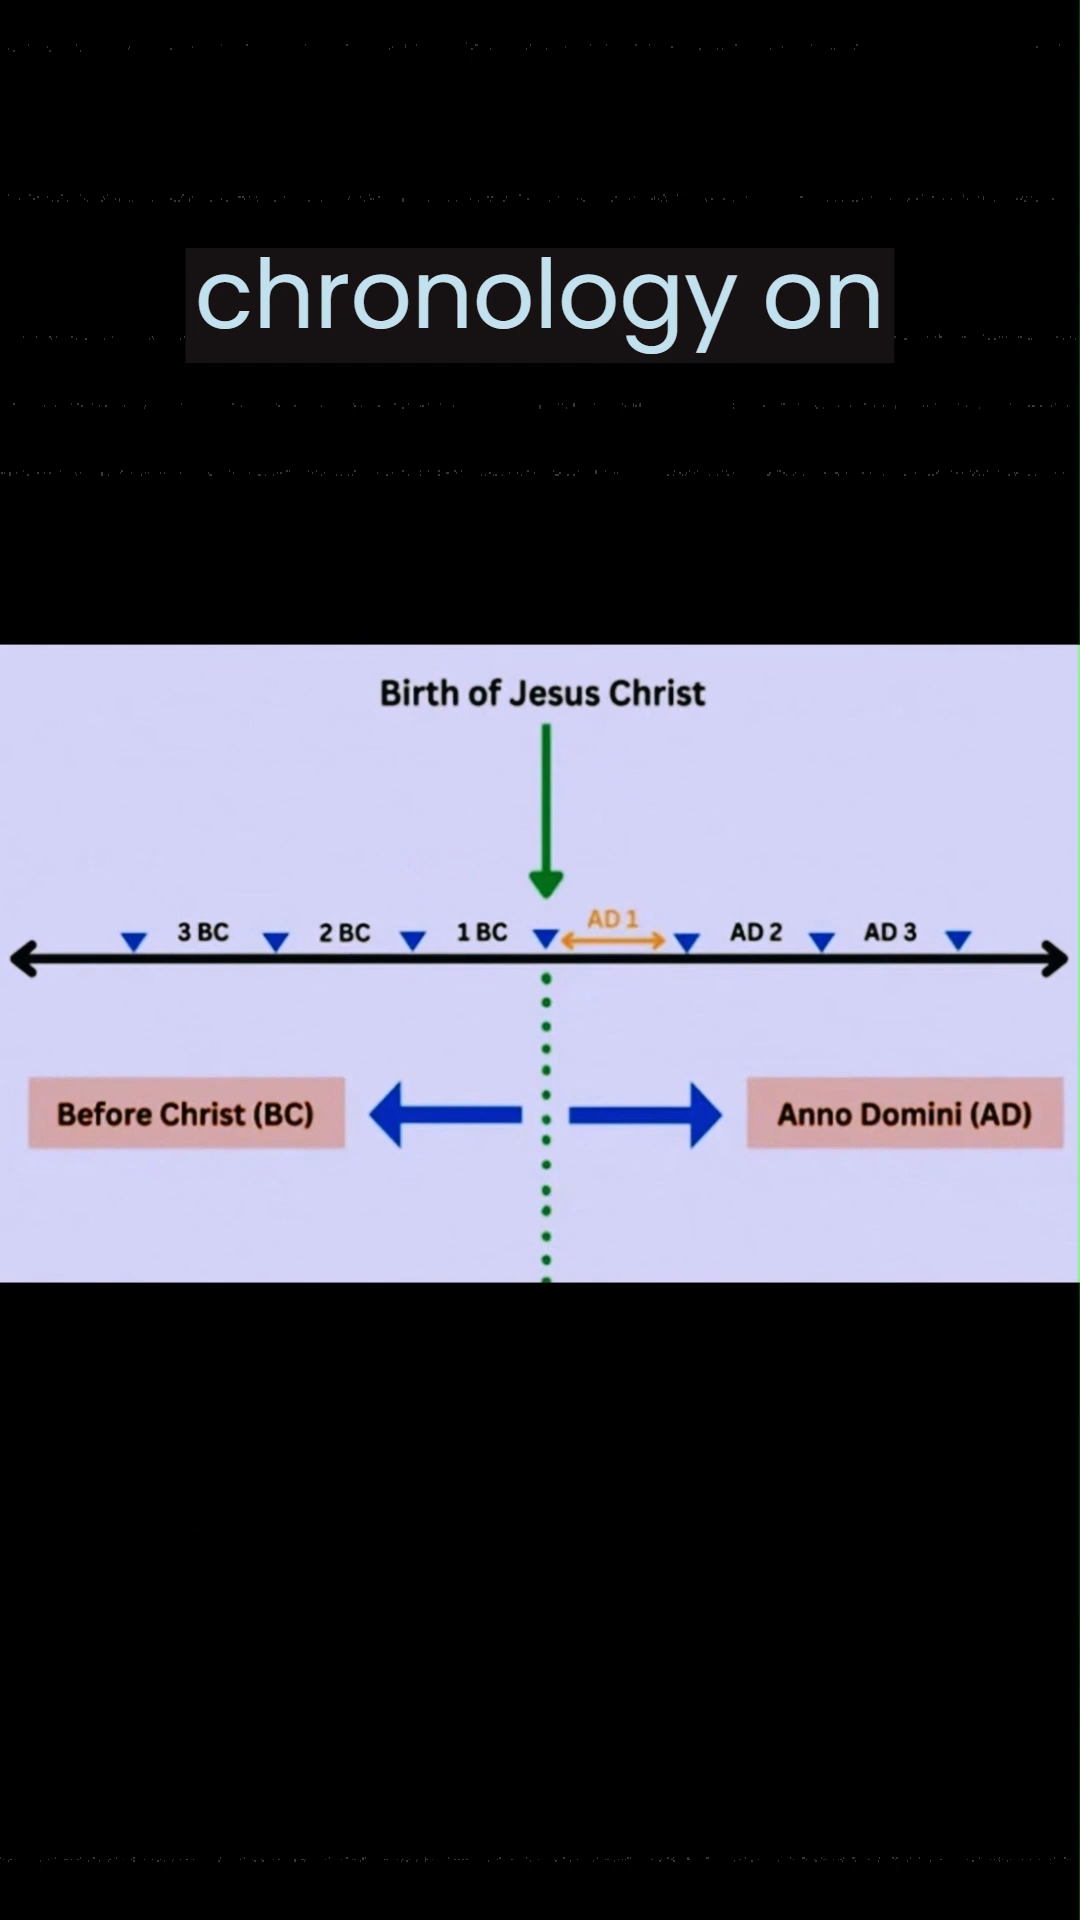 chronology on
Birth of Jesus Christ
3 BC 2 BC 1 BC AD 1 AD 2 AD 3
Before Christ (BC) Anno Domini (AD)